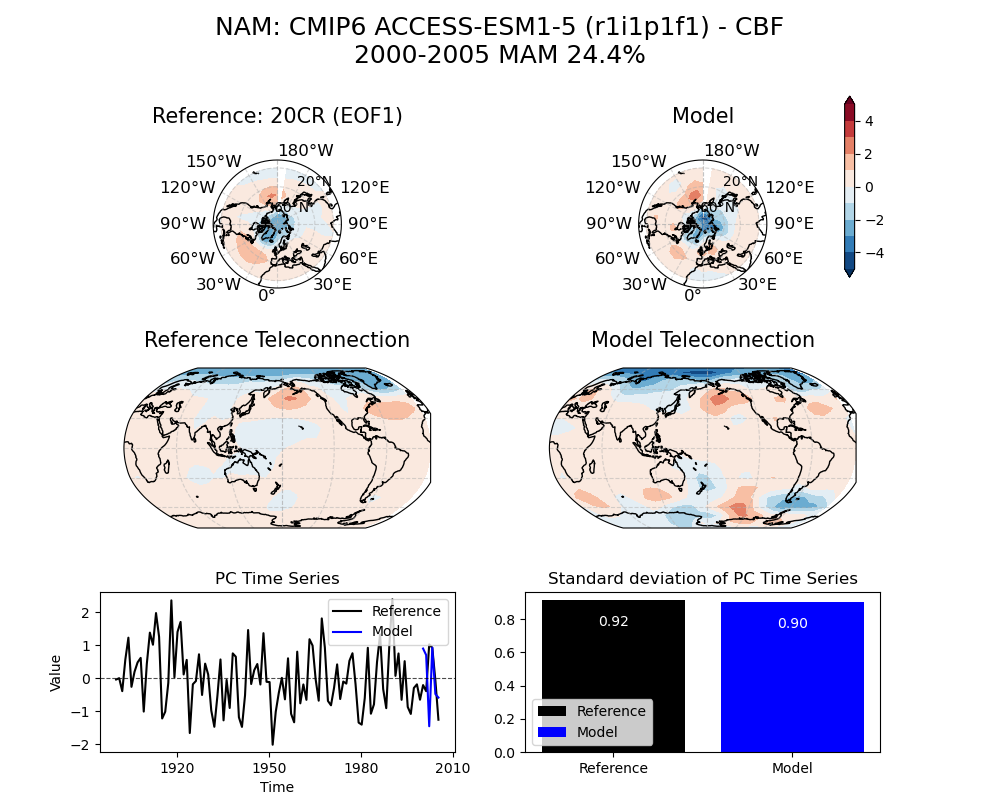 NAM: CMIP6 ACCESS-ESM1-5 (r1i1p1f1) - CBF
2000-2005 MAM 24.4%
Reference: 20CR (EOF1)
Model
180°W
150°W
20°N
120°W
120°E
60°N
90°W
90°E
60°W
60°E
30°W
30°E
0°
180°W
150°W
20°N
120°W
120°E
60°N
90°W
90°E
60°W
60°E
30°W
30°E
0°
4
2
0
−2
−4
Reference Teleconnection
Model Teleconnection
PC Time Series
Value
2
1
0
−1
−2
Reference
Model
1920
1950
1980
2010
Time
Standard deviation of PC Time Series
0.8
0.6
0.4
0.2
0.0
0.92
0.90
Reference
Model
Reference
Model